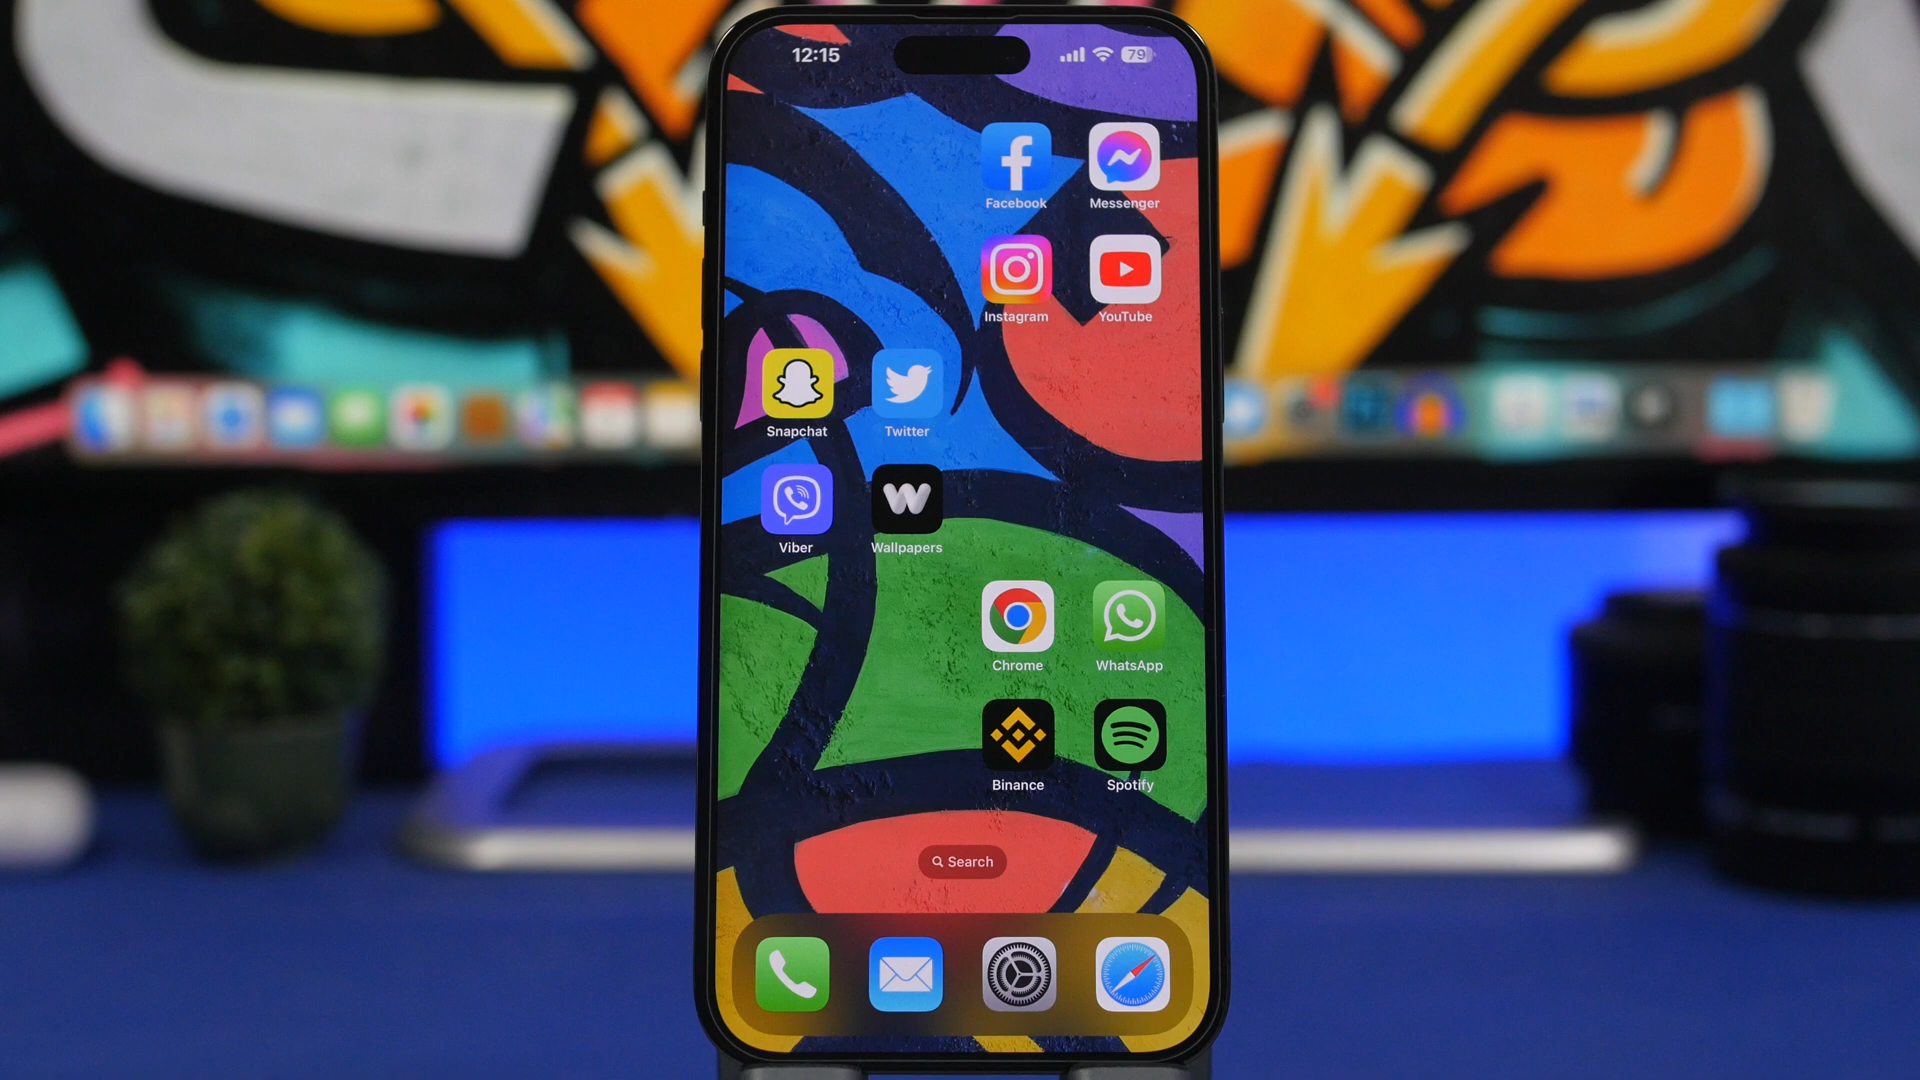 12:15 79
Facebook Messenger
Instagram YouTube
Snapchat Twitter
Viber Wallpapers
Chrome WhatsApp
Binance Spotify
Search